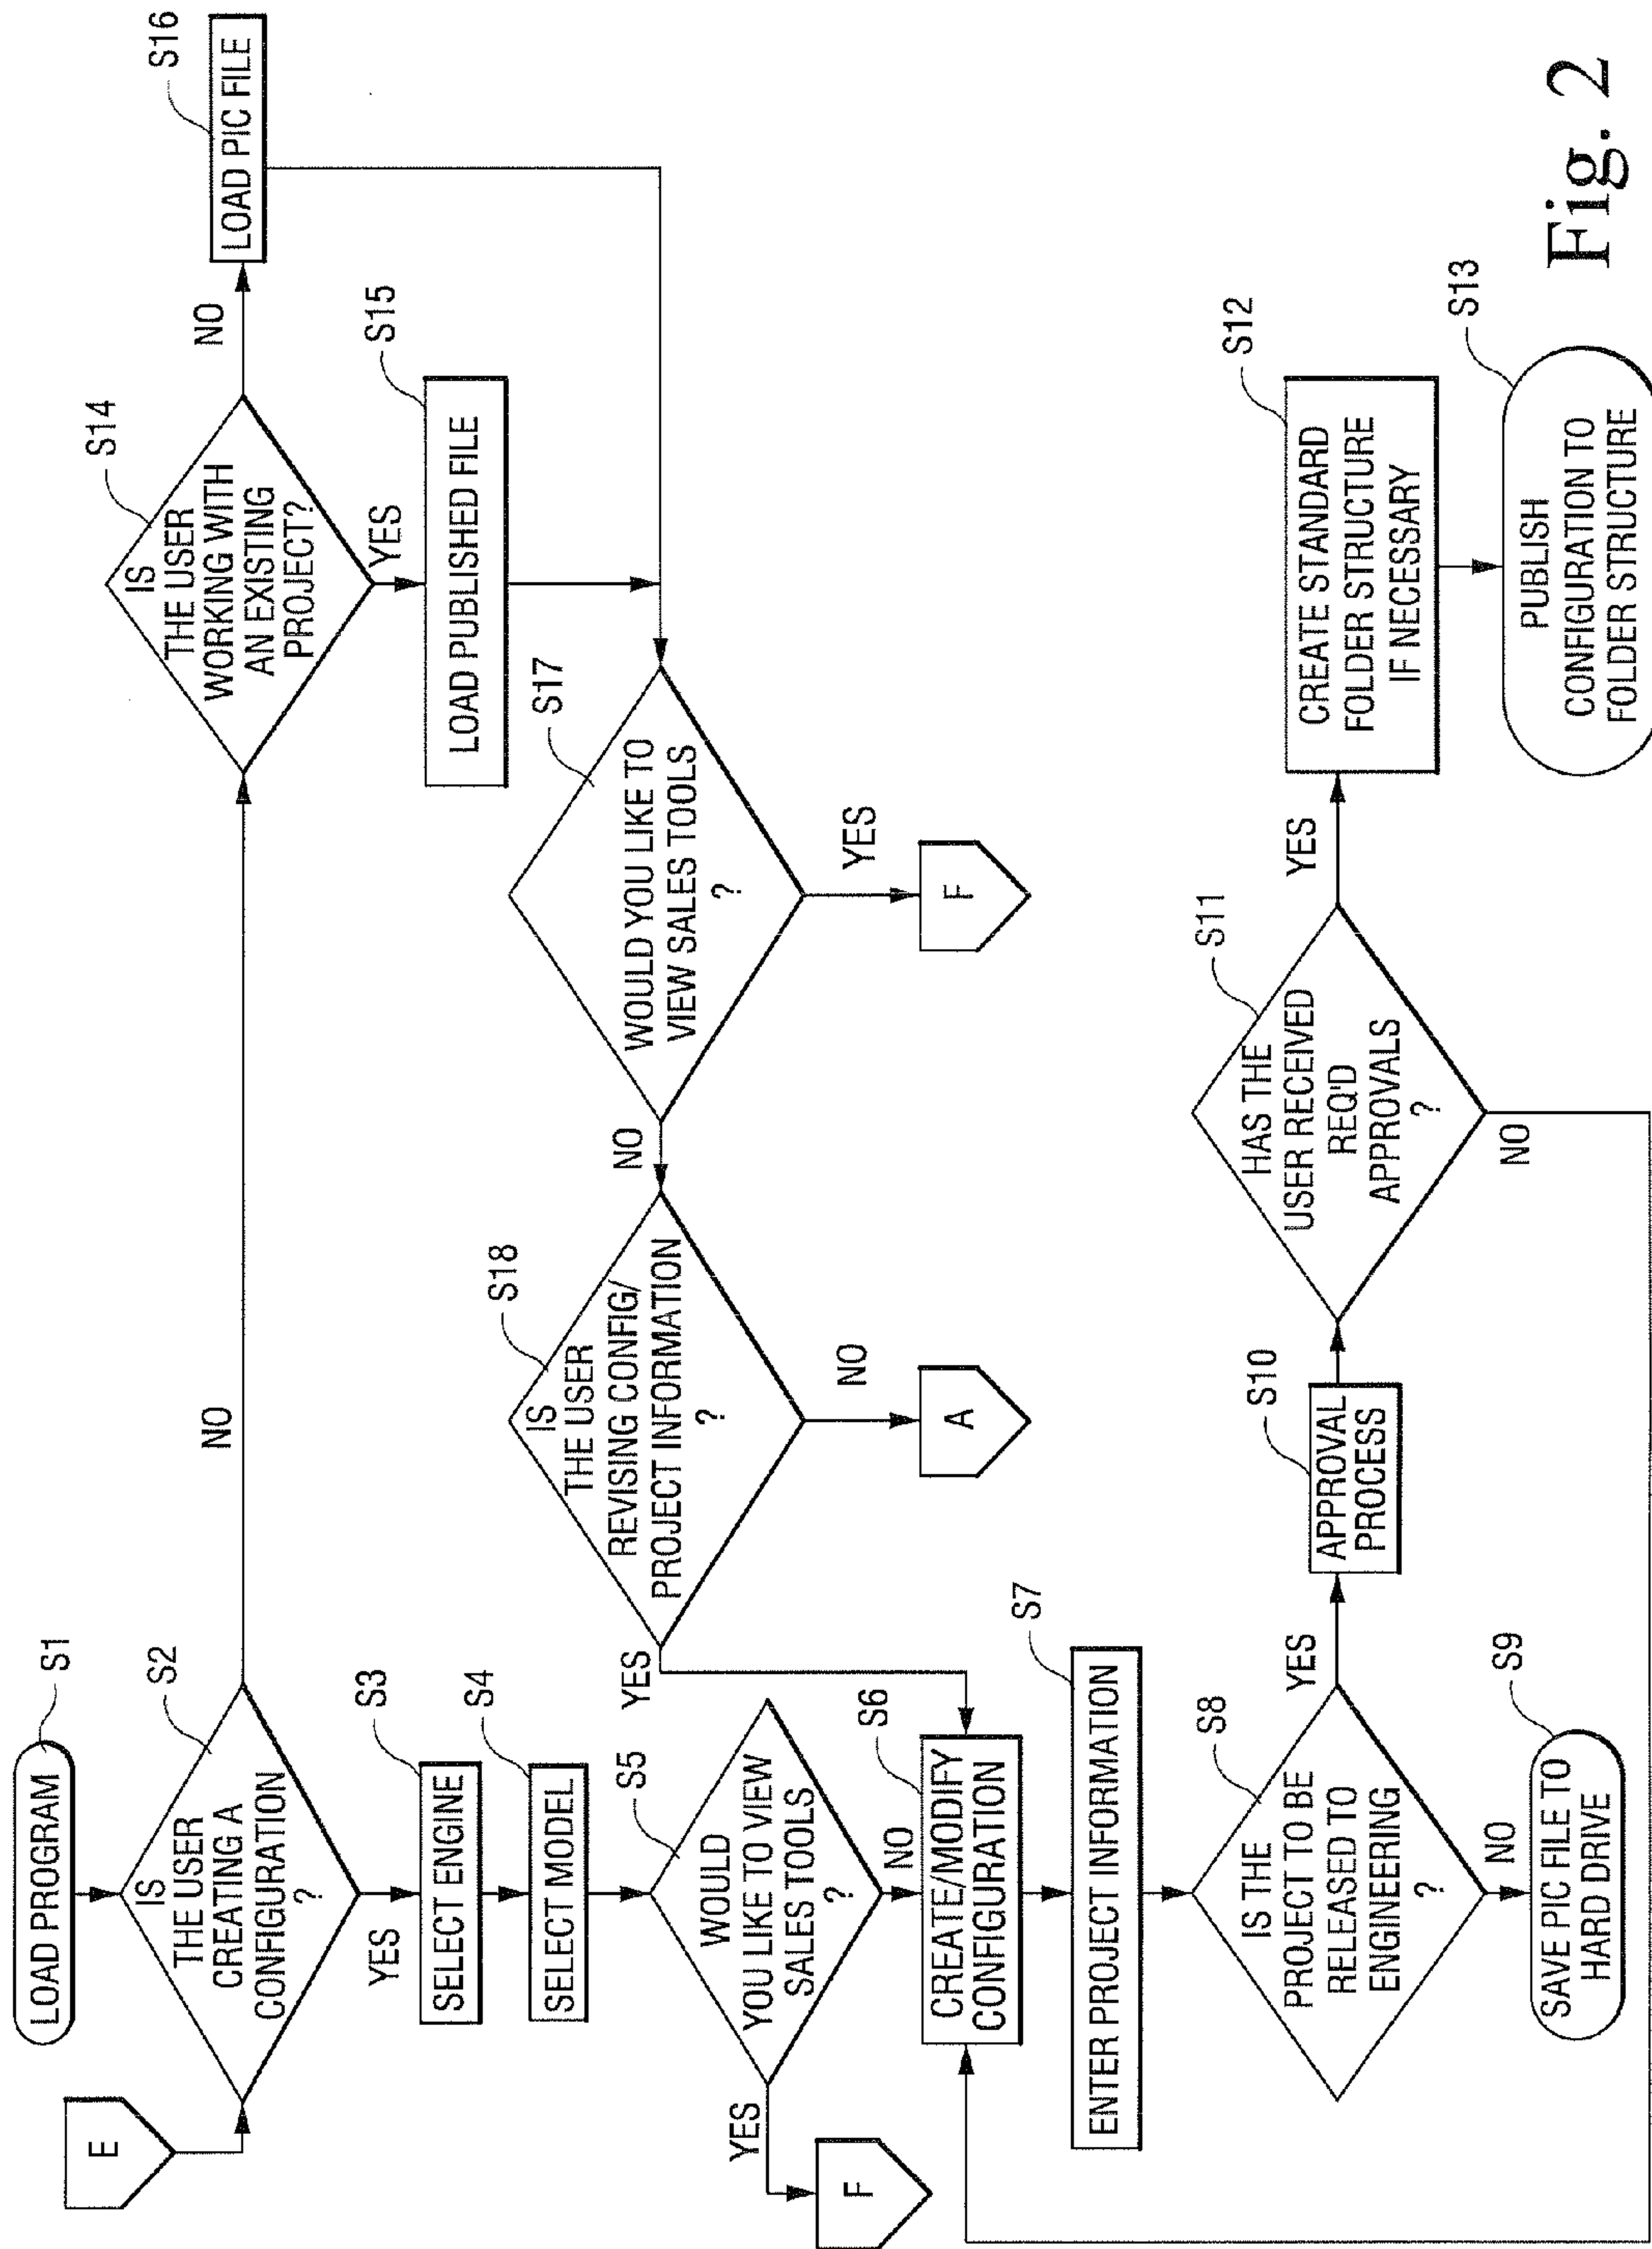 LOAD PROGRAM
S1
E
IS
THE USER
CREATING A
CONFIGURATION
?
S2
NO
YES
SELECT ENGINE
S3
SELECT MODEL
S4
WOULD
YOU LIKE TO VIEW
SALES TOOLS
?
S5
YES
F
NO
CREATE/MODIFY
CONFIGURATION
S6
ENTER PROJECT INFORMATION
S7
IS THE
PROJECT TO BE
RELEASED TO
ENGINEERING
?
S8
YES
NO
SAVE PIC FILE TO
HARD DRIVE
S9
APPROVAL
PROCESS
S10
HAS THE
USER RECEIVED
REQ'D
APPROVALS
?
S11
NO
YES
CREATE STANDARD
FOLDER STRUCTURE
IF NECESSARY
S12
PUBLISH
CONFIGURATION TO
FOLDER STRUCTURE
S13
IS
THE USER
WORKING WITH
AN EXISTING
PROJECT?
S14
NO
YES
LOAD PUBLISHED FILE
S15
LOAD PIC FILE
S16
WOULD YOU LIKE TO
VIEW SALES TOOLS
?
S17
YES
F
NO
IS
THE USER
REVISING CONFIG/
PROJECT INFORMATION
?
S18
YES
NO
A
Fig. 2